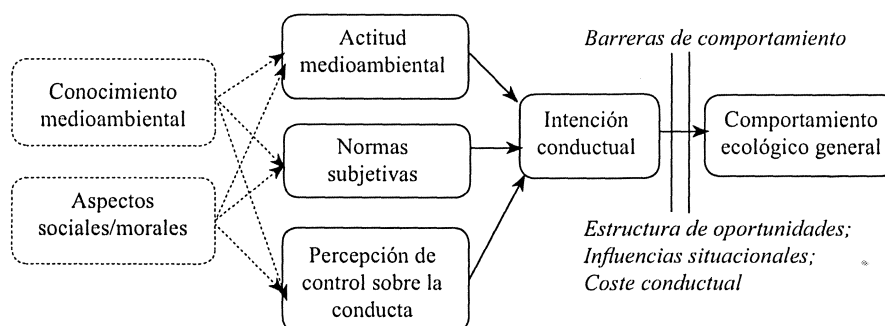 Conocimiento
medioambiental
Aspectos
sociales/morales
Actitud
medioambiental
Normas
subjetivas
Percepción de
control sobre la
conducta
Intención
conductual
Barreras de comportamiento
Estructura de oportunidades;
Influencias situacionales;
Coste conductual
Comportamiento
ecológico general